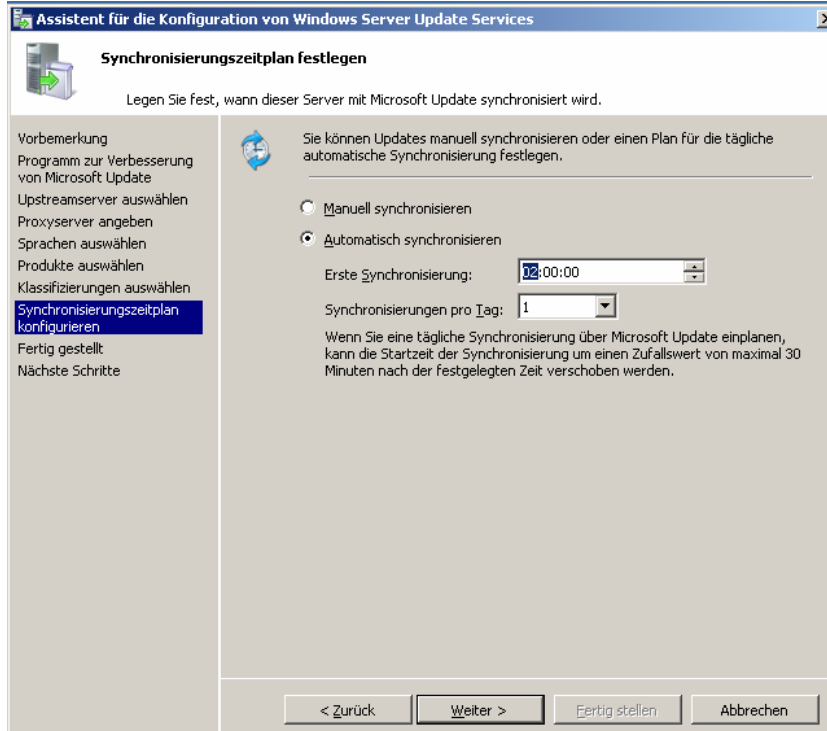 Assistent für die Konfiguration von Windows Server Update Services
Synchronisierungszeitplan festlegen
Legen Sie fest, wann dieser Server mit Microsoft Update synchronisiert wird.
Vorbemerkung
Programm zur Verbesserung
von Microsoft Update
Upstreamserver auswählen
Proxyserver angeben
Sprachen auswählen
Produkte auswählen
Klassifizierungen auswählen
Synchronisierungszeitplan
konfigurieren
Fertig gestellt
Nächste Schritte
Sie können Updates manuell synchronisieren oder einen Plan für die tägliche
automatische Synchronisierung festlegen.
Manuell synchronisieren
Automatisch synchronisieren
Erste Synchronisierung: 02:00:00
Synchronisierungen pro Tag: 1
Wenn Sie eine tägliche Synchronisierung über Microsoft Update einplanen,
kann die Startzeit der Synchronisierung um einen Zufallswert von maximal 30
Minuten nach der festgelegten Zeit verschoben werden.
< Zurück Weiter > Fertig stellen Abbrechen